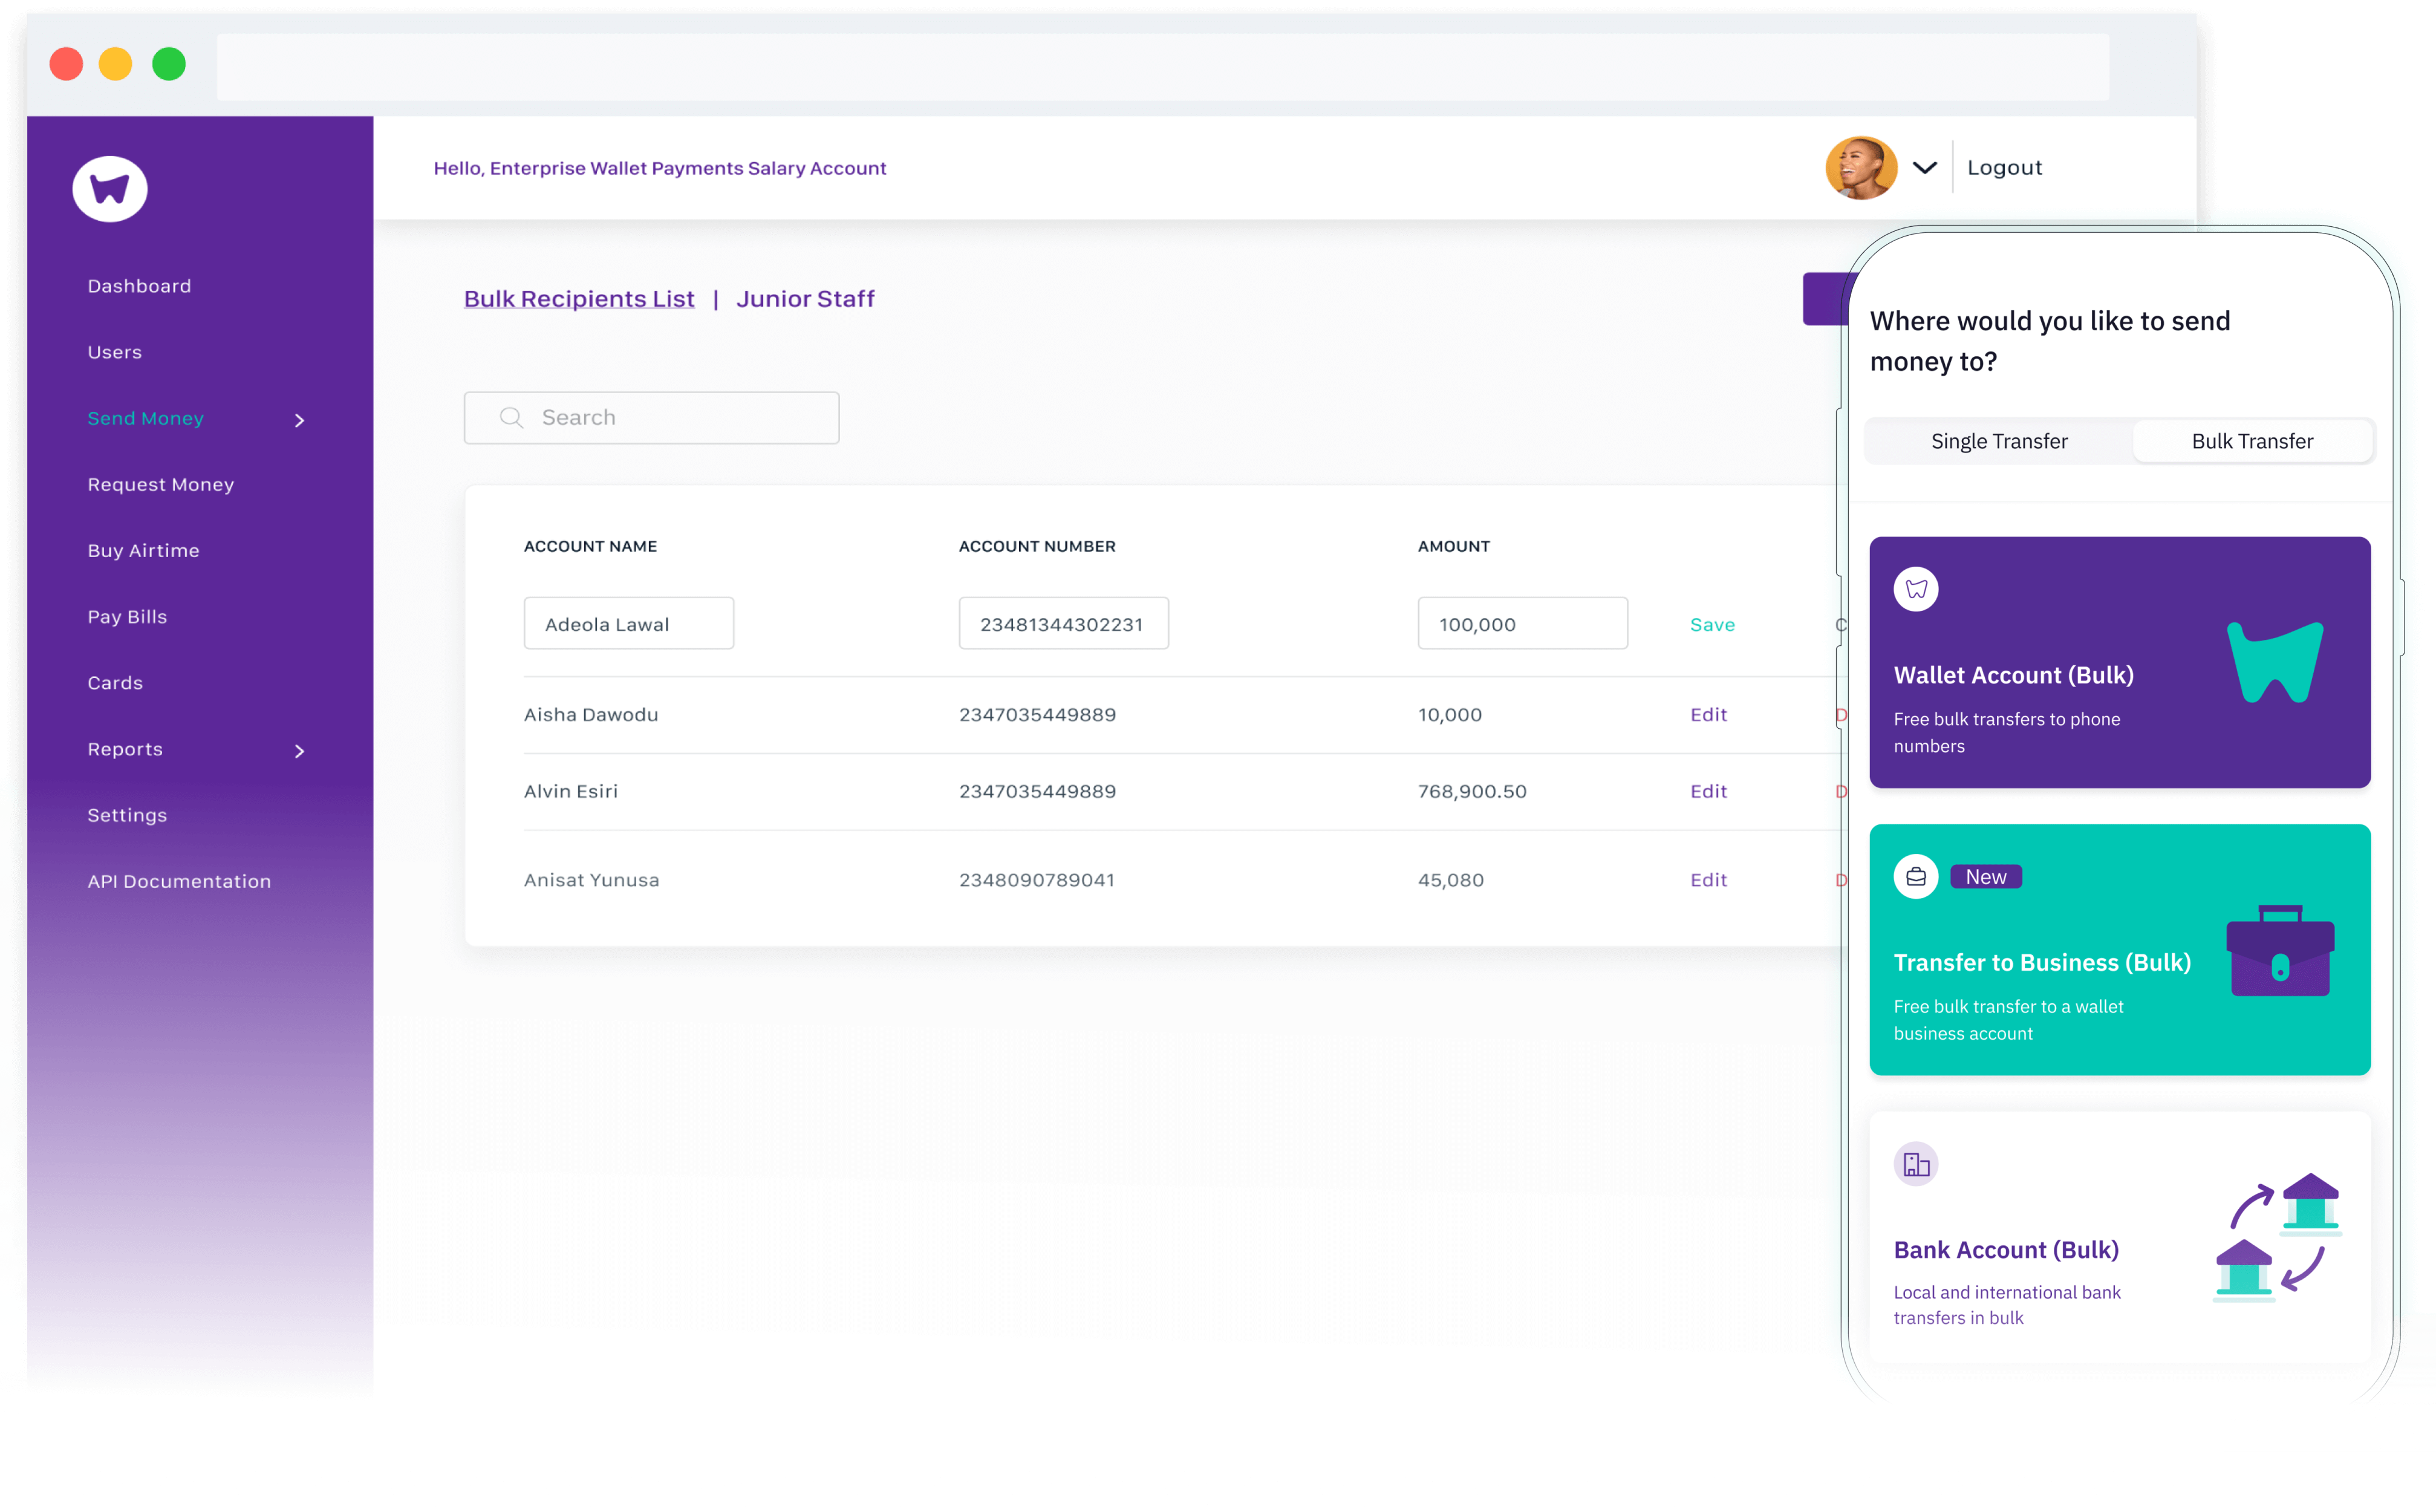 Hello, Enterprise Wallet Payments Salary Account
Logout
Dashboard
Users
Send Money
Request Money
Buy Airtime
Pay Bills
Cards
Reports
Settings
API Documentation
Bulk Recipients List | Junior Staff
Search
ACCOUNT NAME ACCOUNT NUMBER AMOUNT
Adeola Lawal 23481344302231 100,000 Save C
Aisha Dawodu 2347035449889 10,000 Edit D
Alvin Esiri 2347035449889 768,900.50 Edit D
Anisat Yunusa 2348090789041 45,080 Edit D
Where would you like to send
money to?
Single Transfer Bulk Transfer
Wallet Account (Bulk)
Free bulk transfers to phone
numbers
New
Transfer to Business (Bulk)
Free bulk transfer to a wallet
business account
Bank Account (Bulk)
Local and international bank
transfers in bulk